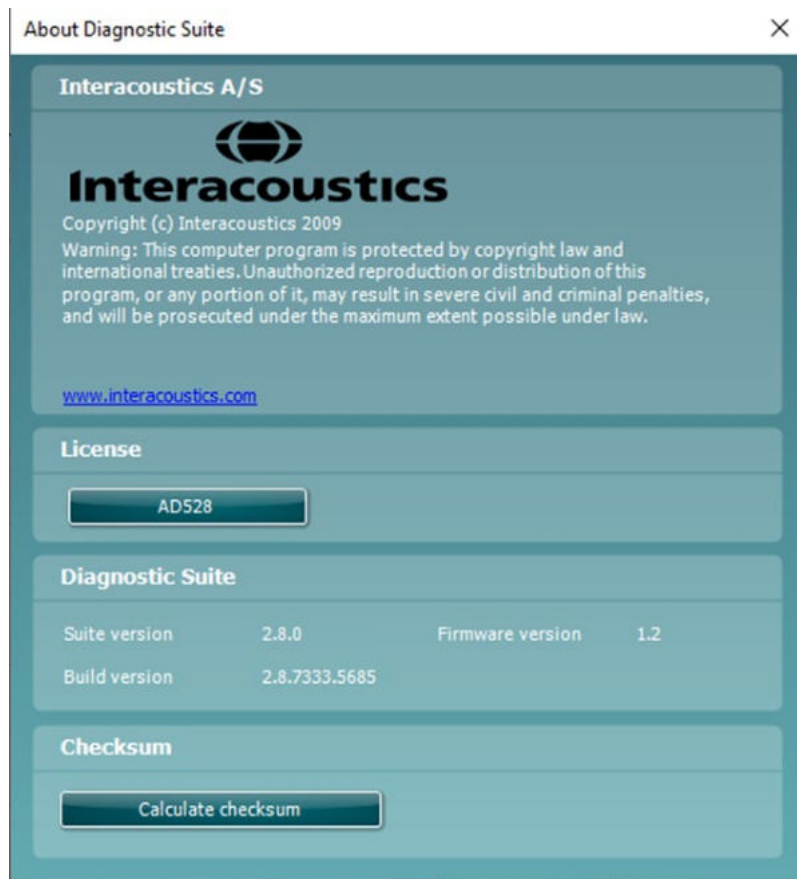 About Diagnostic Suite
Interacoustics A/S
Interacoustics
Copyright (c) Interacoustics 2009
Warning: This computer program is protected by copyright law and
international treaties. Unauthorized reproduction or distribution of this
program, or any portion of it, may result in severe civil and criminal penalties,
and will be prosecuted under the maximum extent possible under law.
www.interacoustics.com
License
AD528
Diagnostic Suite
Suite version 2.8.0 Firmware version 1.2
Build version 2.8.7333.5685
Checksum
Calculate checksum